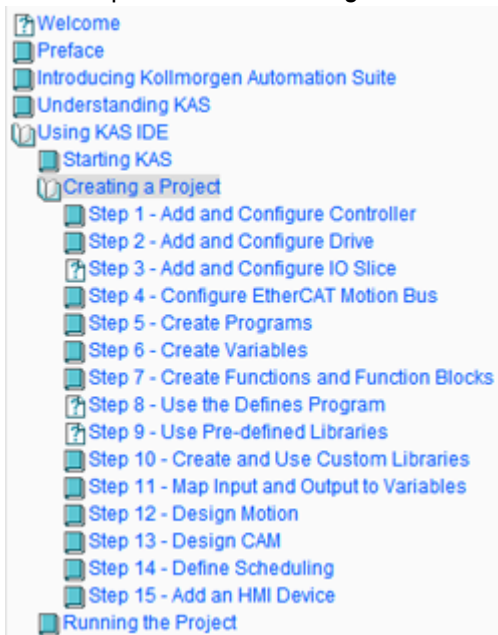 Welcome
Preface
Introducing Kollmorgen Automation Suite
Understanding KAS
Using KAS IDE
Starting KAS
Creating a Project
Step 1 - Add and Configure Controller
Step 2 - Add and Configure Drive
Step 3 - Add and Configure IO Slice
Step 4 - Configure EtherCAT Motion Bus
Step 5 - Create Programs
Step 6 - Create Variables
Step 7 - Create Functions and Function Blocks
Step 8 - Use the Defines Program
Step 9 - Use Pre-defined Libraries
Step 10 - Create and Use Custom Libraries
Step 11 - Map Input and Output to Variables
Step 12 - Design Motion
Step 13 - Design CAM
Step 14 - Define Scheduling
Step 15 - Add an HMI Device
Running the Project